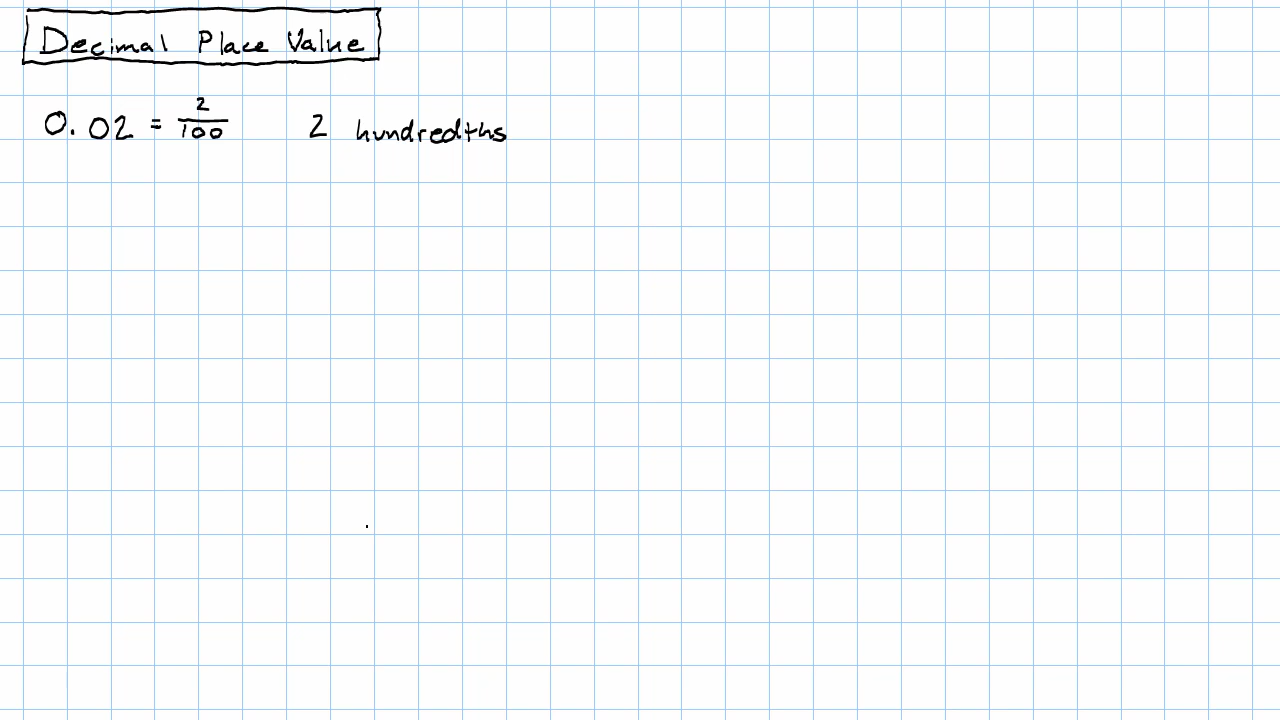 Decimal Place Value
0.02 = 2/100 2 hundredths